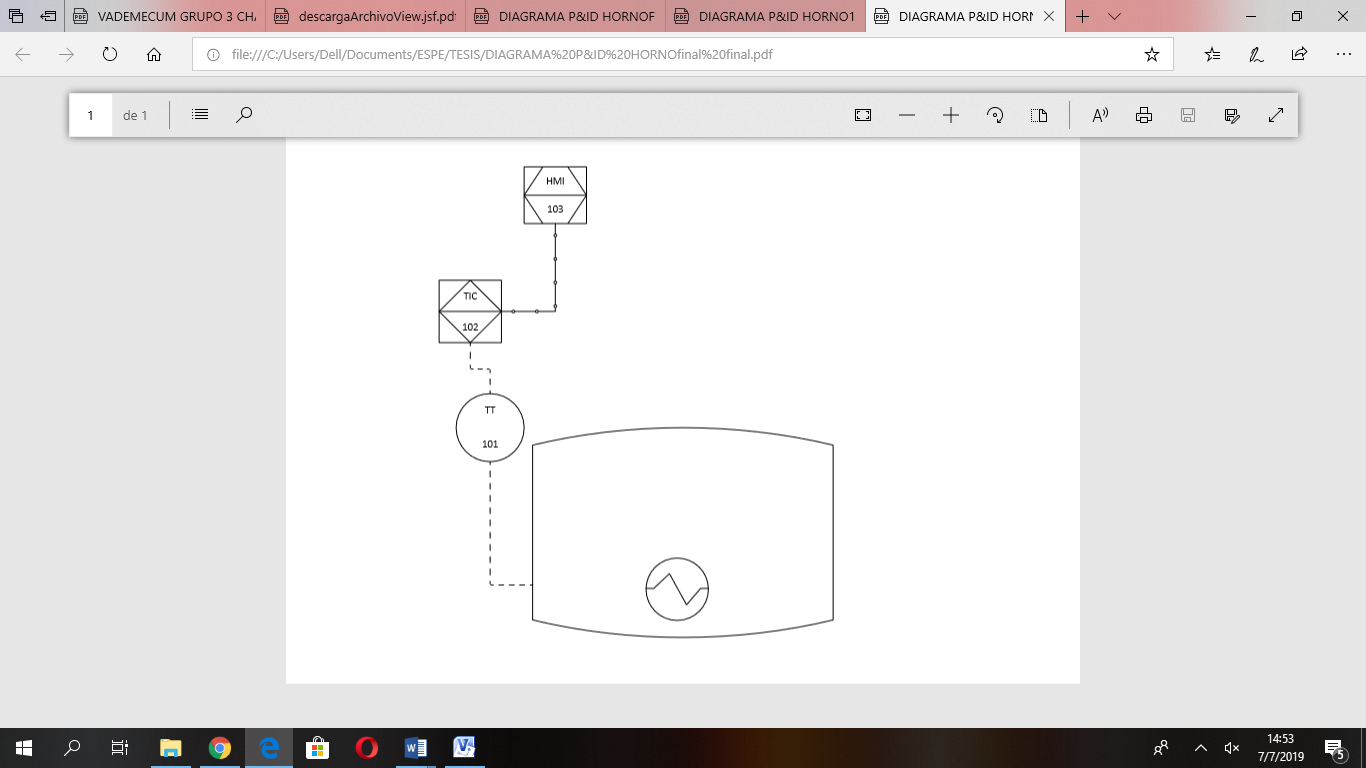 VADEMECUM GRUPO 3 CH
descargaArchivoView.jsf.pd
DIAGRAMA P&ID HORNOF
DIAGRAMA P&ID HORNO1
DIAGRAMA P&ID HORN
file:///C:/Users/Dell/Documents/ESPE/TESIS/DIAGRAMA%20P&ID%20HORNOfinal%20final.pdf
1 de 1
HMI
103
TIC
102
TT
101
14:53
7/7/2019
5